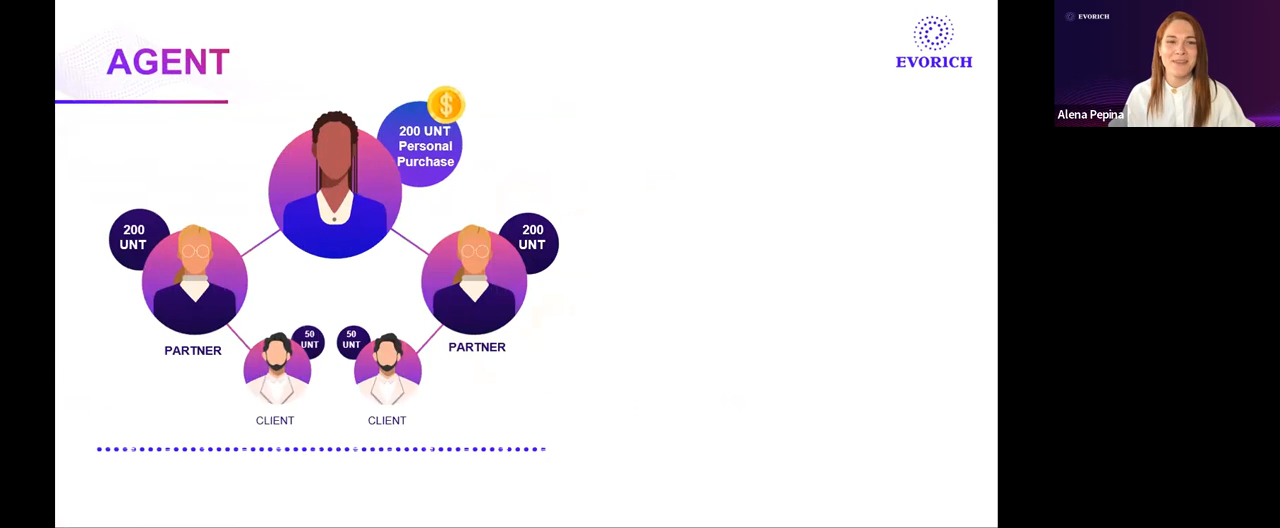 AGENT
EVORICH
EVORICH
Alena Pepina
200 UNT
Personal
Purchase
200
UNT
200
UNT
50
UNT
50
UNT
PARTNER
PARTNER
CLIENT
CLIENT